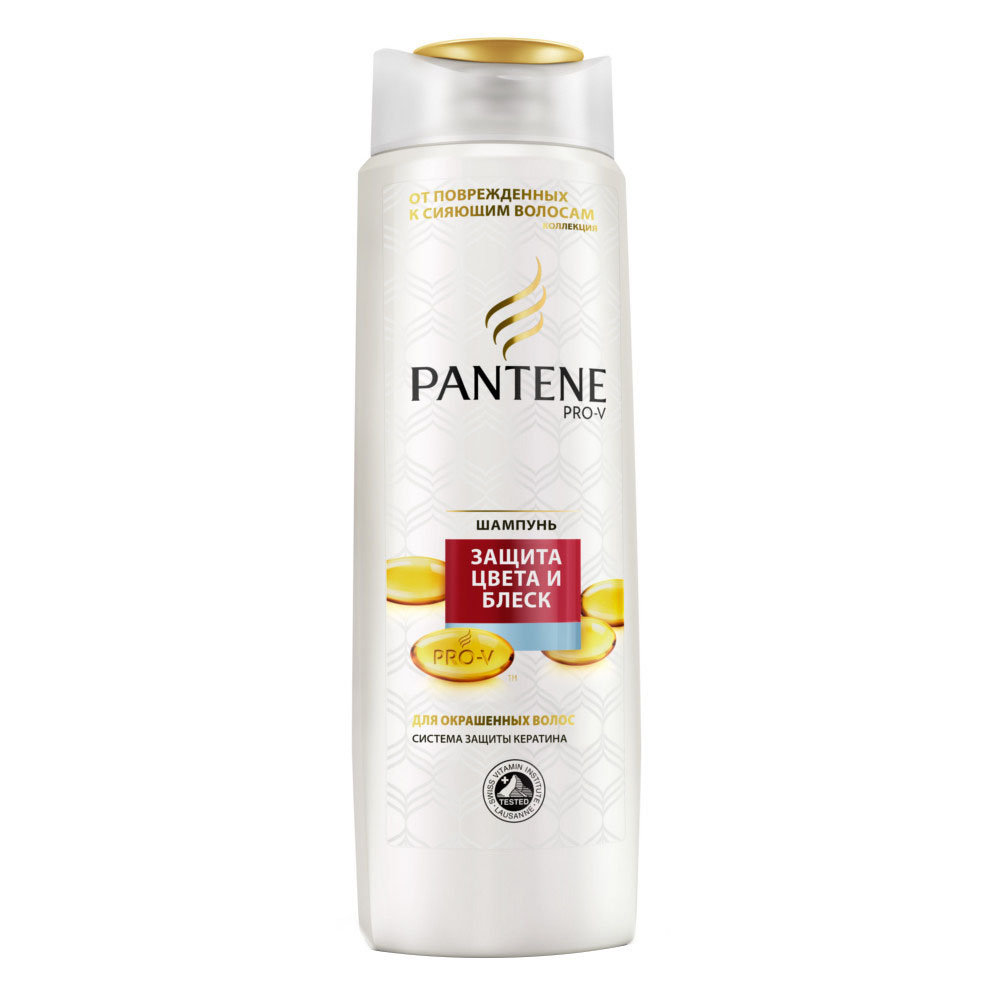 ОТ ПОВРЕЖДЕННЫХ
К СИЯЮЩИМ ВОЛОСАМ
КОЛЛЕКЦИЯ
PANTENE
PRO-V
ШАМПУНЬ
ЗАЩИТА
ЦВЕТА И
БЛЕСК
PRO-V
TM
ДЛЯ ОКРАШЕННЫХ ВОЛОС
СИСТЕМА ЗАЩИТЫ КЕРАТИНА
SWISS VITAMIN INSTITUTE
TESTED
· LAUSANNE ·